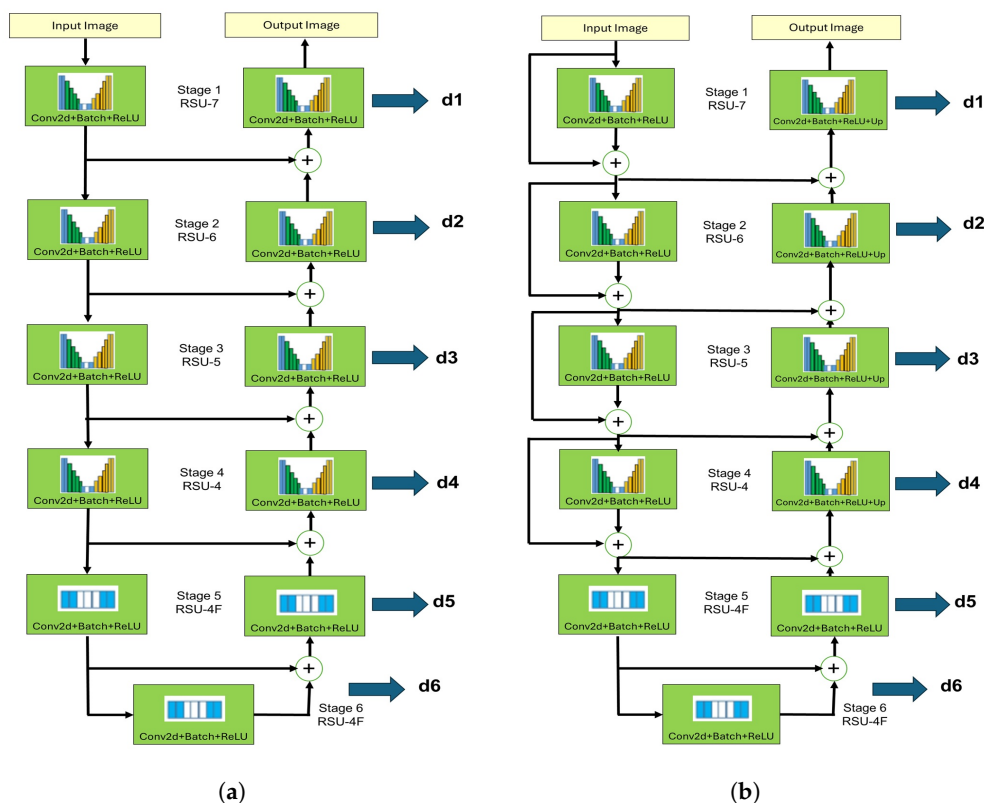 Input Image
Output Image
Conv2d+Batch+ReLU
Stage 1
RSU-7
Conv2d+Batch+ReLU
d1
Conv2d+Batch+ReLU
Stage 2
RSU-6
Conv2d+Batch+ReLU
d2
Conv2d+Batch+ReLU
Stage 3
RSU-5
Conv2d+Batch+ReLU
d3
Conv2d+Batch+ReLU
Stage 4
RSU-4
Conv2d+Batch+ReLU
d4
Conv2d+Batch+ReLU
Stage 5
RSU-4F
Conv2d+Batch+ReLU
d5
Conv2d+Batch+ReLU
Stage 6
RSU-4F
d6
(a)
Input Image
Output Image
Conv2d+Batch+ReLU
Stage 1
RSU-7
Conv2d+Batch+ReLU+Up
d1
Conv2d+Batch+ReLU
Stage 2
RSU-6
Conv2d+Batch+ReLU+Up
d2
Conv2d+Batch+ReLU
Stage 3
RSU-5
Conv2d+Batch+ReLU+Up
d3
Conv2d+Batch+ReLU
Stage 4
RSU-4
Conv2d+Batch+ReLU+Up
d4
Conv2d+Batch+ReLU
Stage 5
RSU-4F
Conv2d+Batch+ReLU
d5
Conv2d+Batch+ReLU
Stage 6
RSU-4F
d6
(b)